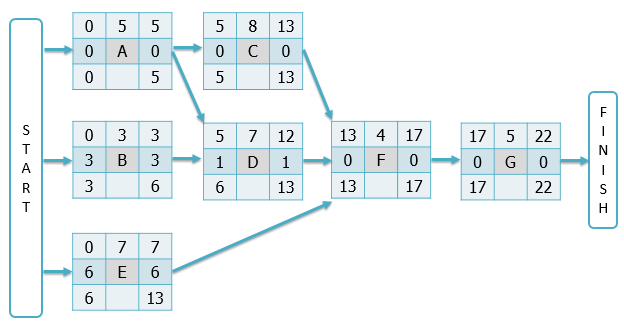 START
0 5 5
0 A 0
0 5
5 8 13
0 C 0
5 13
0 3 3
3 B 3
3 6
5 7 12
1 D 1
6 13
13 4 17
0 F 0
13 17
17 5 22
0 G 0
17 22
0 7 7
6 E 6
6 13
FINISH